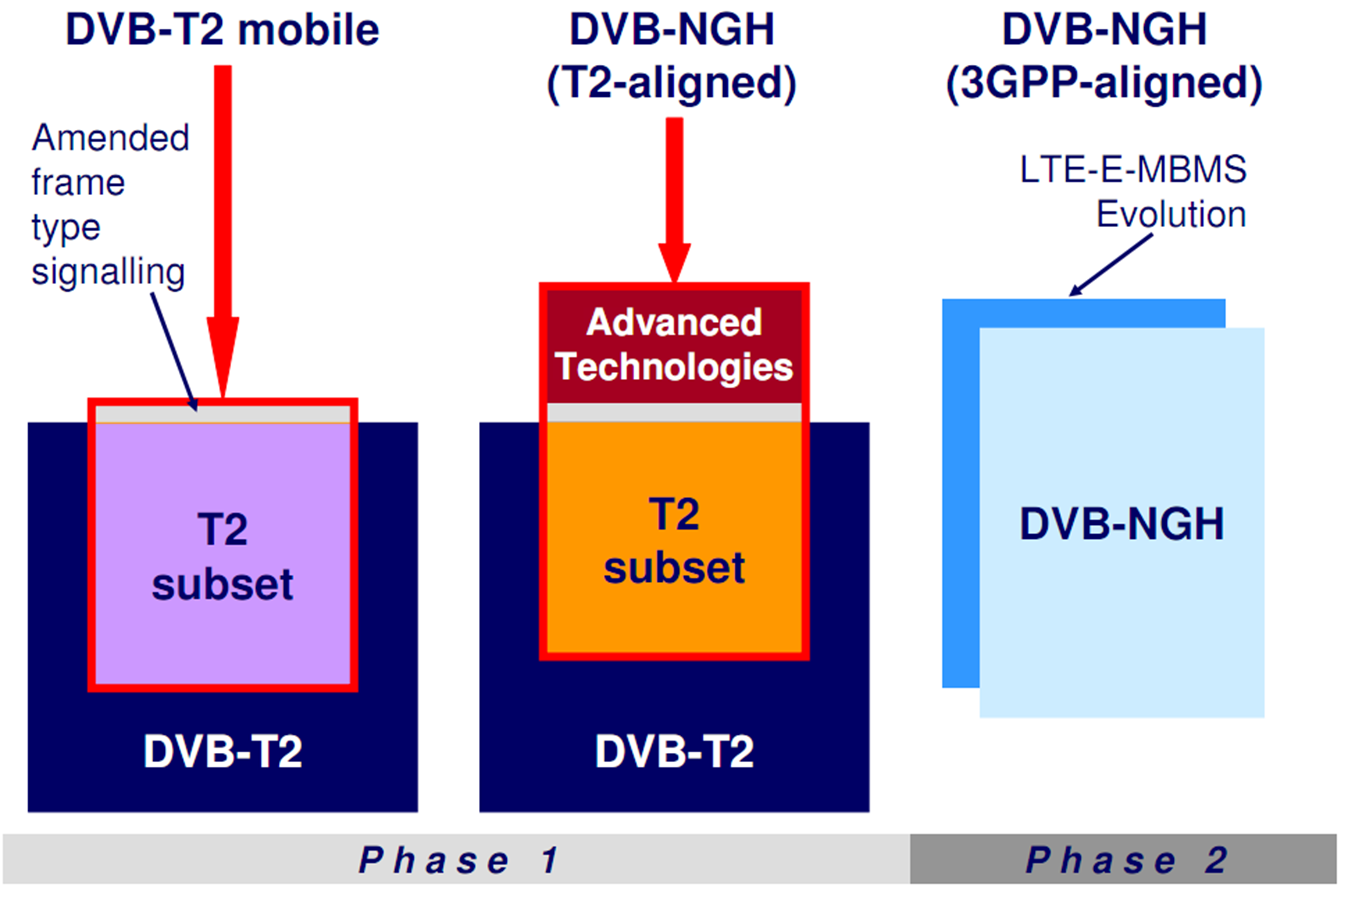 DVB-T2 mobile
Amended
frame
type
signalling
T2
subset
DVB-T2
DVB-NGH
(T2-aligned)
Advanced
Technologies
T2
subset
DVB-T2
DVB-NGH
(3GPP-aligned)
LTE-E-MBMS
Evolution
DVB-NGH
Phase 1
Phase 2